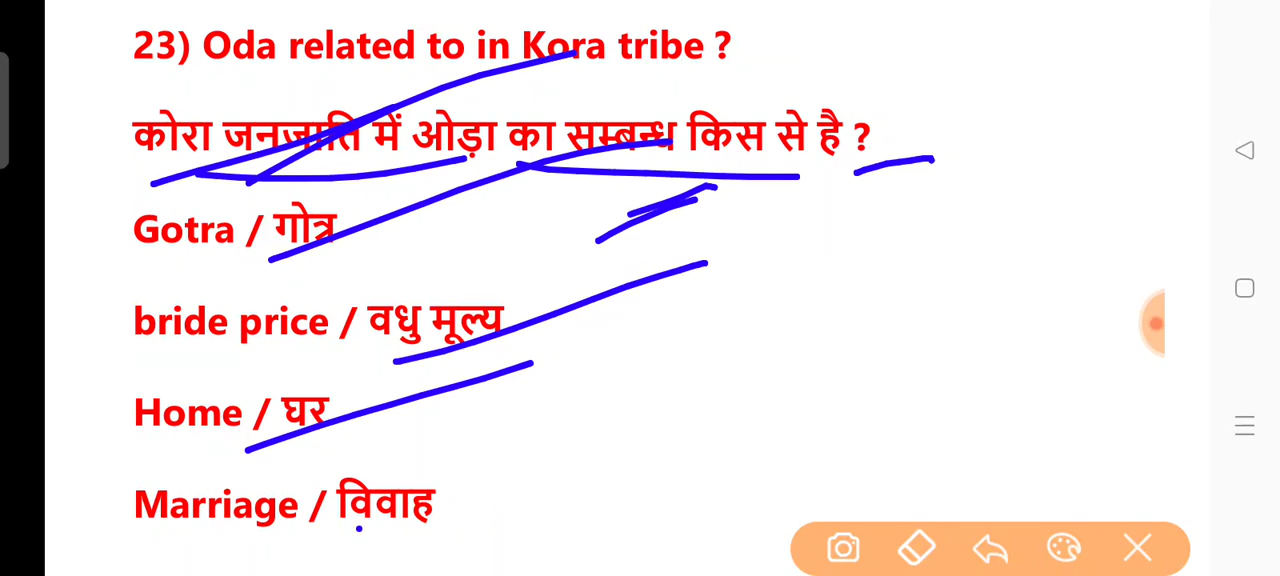 23) Oda related to in Kora tribe ?
कोरा जनजाति में ओड़ा का सम्बन्ध किस से है ?
Gotra / गोत्र
bride price / वधु मूल्य
Home / घर
Marriage / विवाह